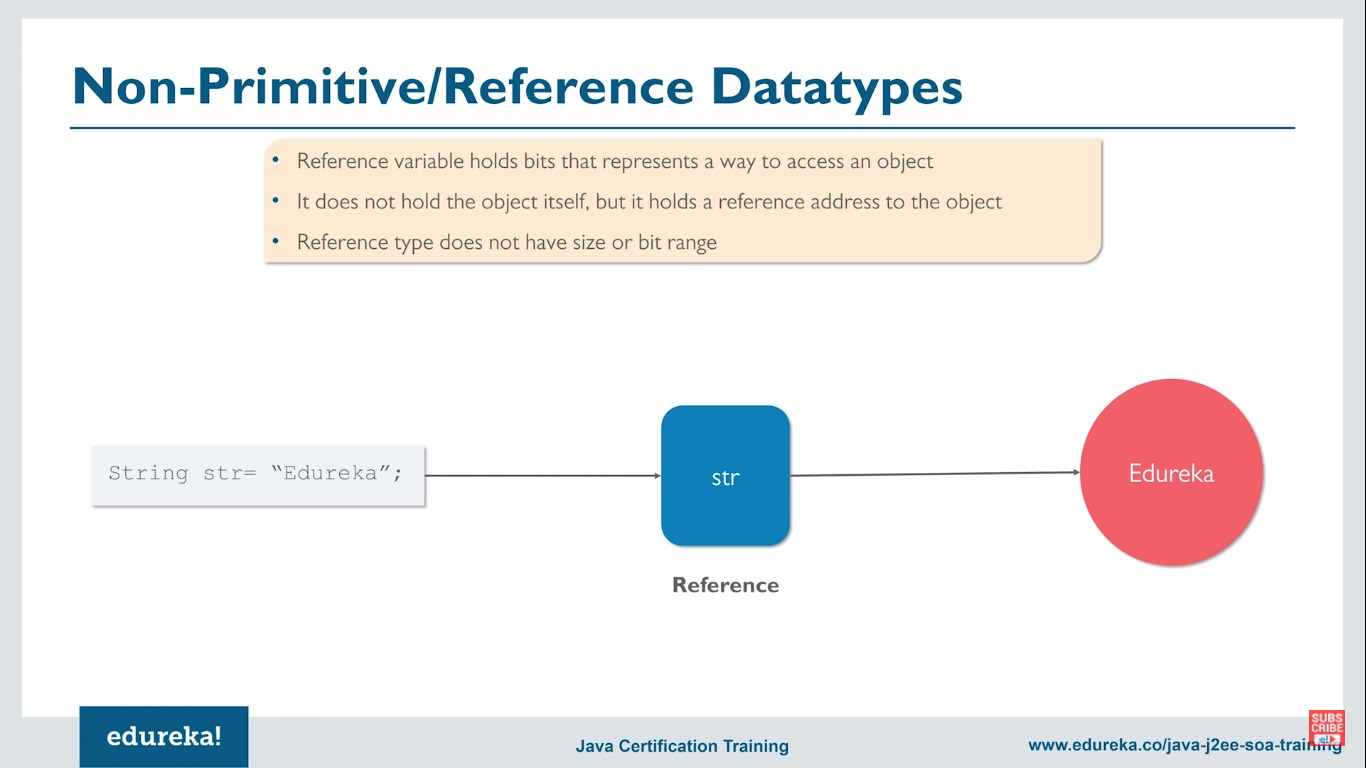 Non-Primitive/Reference Datatypes
• Reference variable holds bits that represents a way to access an object
• It does not hold the object itself, but it holds a reference address to the object
• Reference type does not have size or bit range
String str= “Edureka”;
str
Edureka
Reference
edureka!
Java Certification Training
www.edureka.co/java-j2ee-soa-training
SUBS
CRIBE